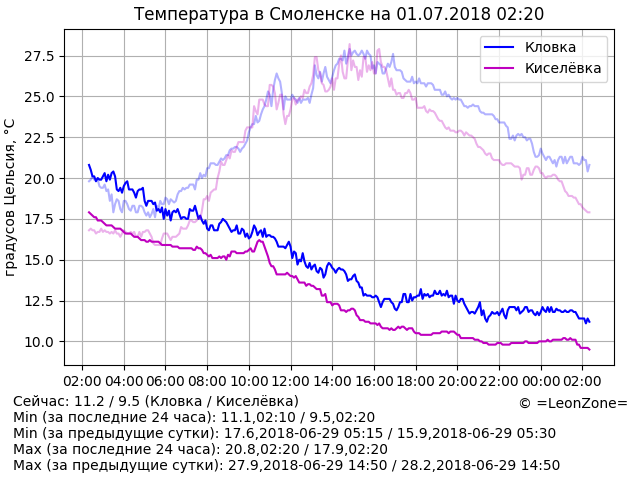 Температура в Смоленске на 01.07.2018 02:20
градусов Цельсия, °C
27.5
25.0
22.5
20.0
17.5
15.0
12.5
10.0
Кловка
Киселёвка
02:00 04:00 06:00 08:00 10:00 12:00 14:00 16:00 18:00 20:00 22:00 00:00 02:00
Сейчас: 11.2 / 9.5 (Кловка / Киселёвка)
© =LeonZone=
Min (за последние 24 часа): 11.1,02:10 / 9.5,02:20
Min (за предыдущие сутки): 17.6,2018-06-29 05:15 / 15.9,2018-06-29 05:30
Max (за последние 24 часа): 20.8,02:20 / 17.9,02:20
Max (за предыдущие сутки): 27.9,2018-06-29 14:50 / 28.2,2018-06-29 14:50